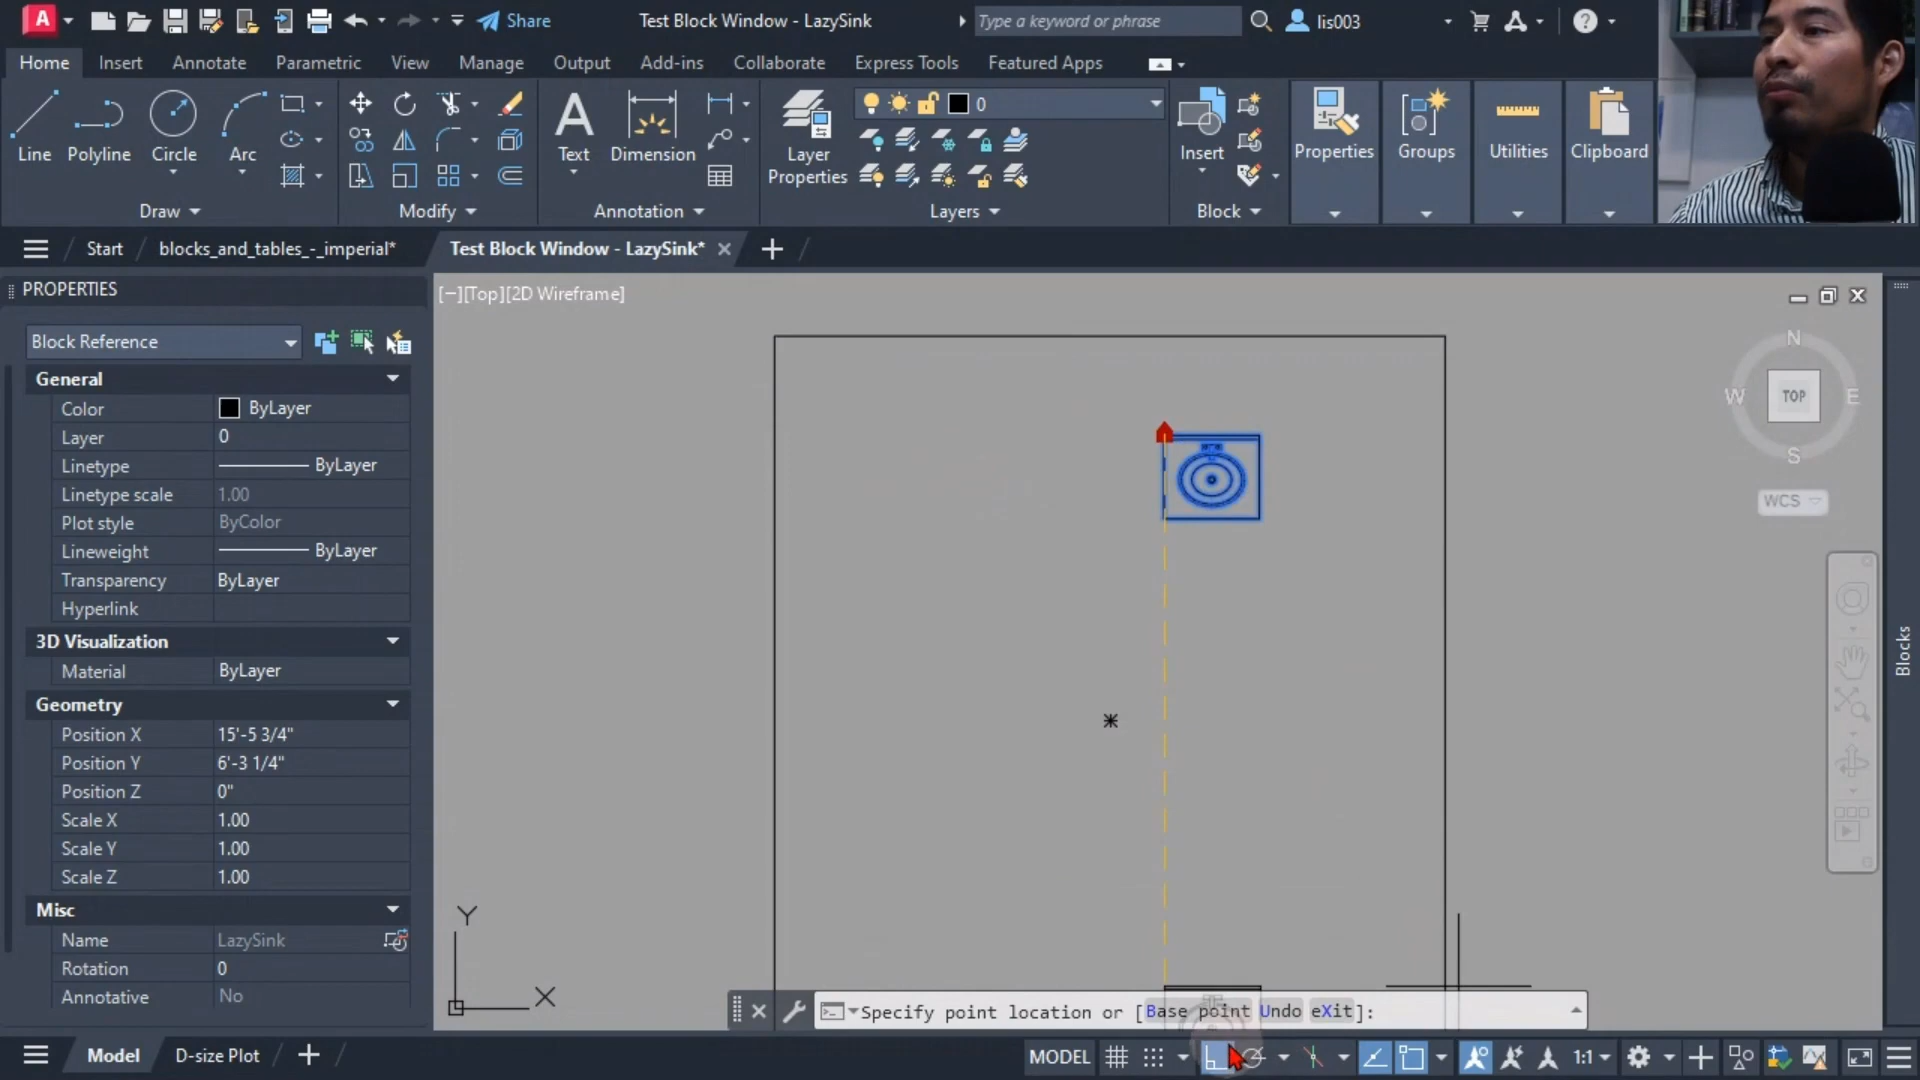 A
Share
Test Block Window - LazySink
Type a keyword or phrase
lis003
Home
Insert
Annotate
Parametric
View
Manage
Output
Add-ins
Collaborate
Express Tools
Featured Apps
Line
Polyline
Circle
Arc
Text
Dimension
Layer
Properties
0
Insert
Properties
Groups
Utilities
Clipboard
Draw
Modify
Annotation
Layers
Block
Start
blocks_and_tables_-_imperial*
Test Block Window - LazySink*
PROPERTIES
[−][Top][2D Wireframe]
Block Reference
General
Color ByLayer
Layer 0
Linetype ByLayer
Linetype scale 1.00
Plot style ByColor
Lineweight ByLayer
Transparency ByLayer
Hyperlink
3D Visualization
Material ByLayer
Geometry
Position X 15'-5 3/4"
Position Y 6'-3 1/4"
Position Z 0"
Scale X 1.00
Scale Y 1.00
Scale Z 1.00
Misc
Name LazySink
Rotation 0
Annotative No
N
W
TOP
E
S
WCS
Blocks
Y
X
Specify point location or [Base point Undo eXit]:
Model
D-size Plot
MODEL
1:1